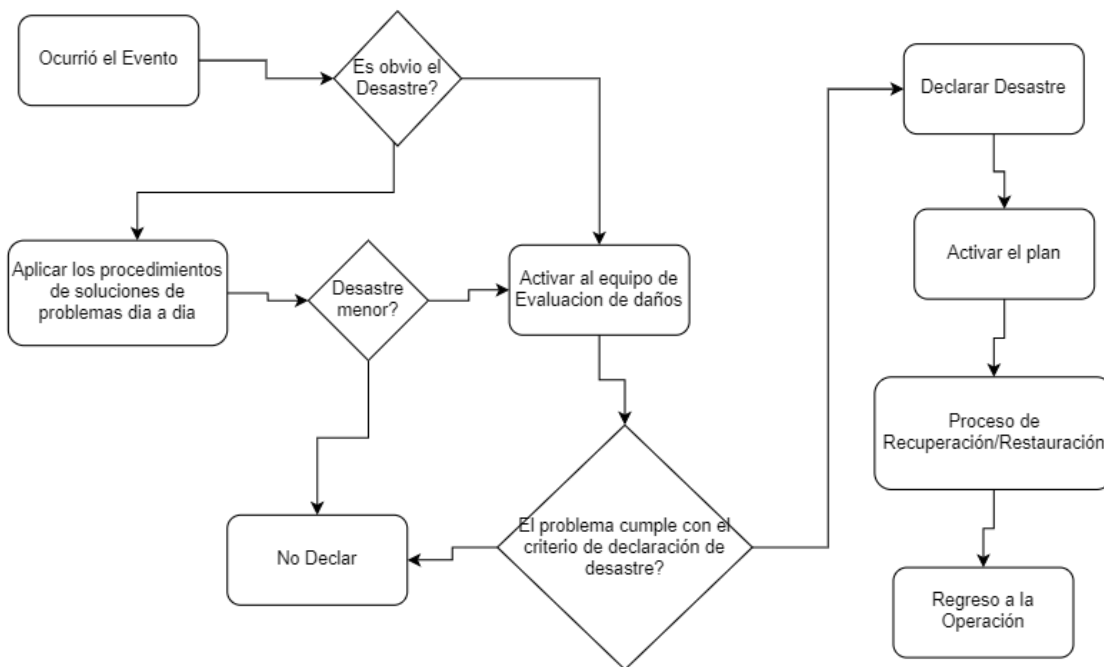 Ocurrió el Evento
Es obvio el
Desastre?
Declarar Desastre
Aplicar los procedimientos
de soluciones de
problemas dia a dia
Desastre
menor?
Activar al equipo de
Evaluacion de daños
Activar el plan
Proceso de
Recuperación/Restauración
No Declar
El problema cumple con el
criterio de declaración de
desastre?
Regreso a la
Operación